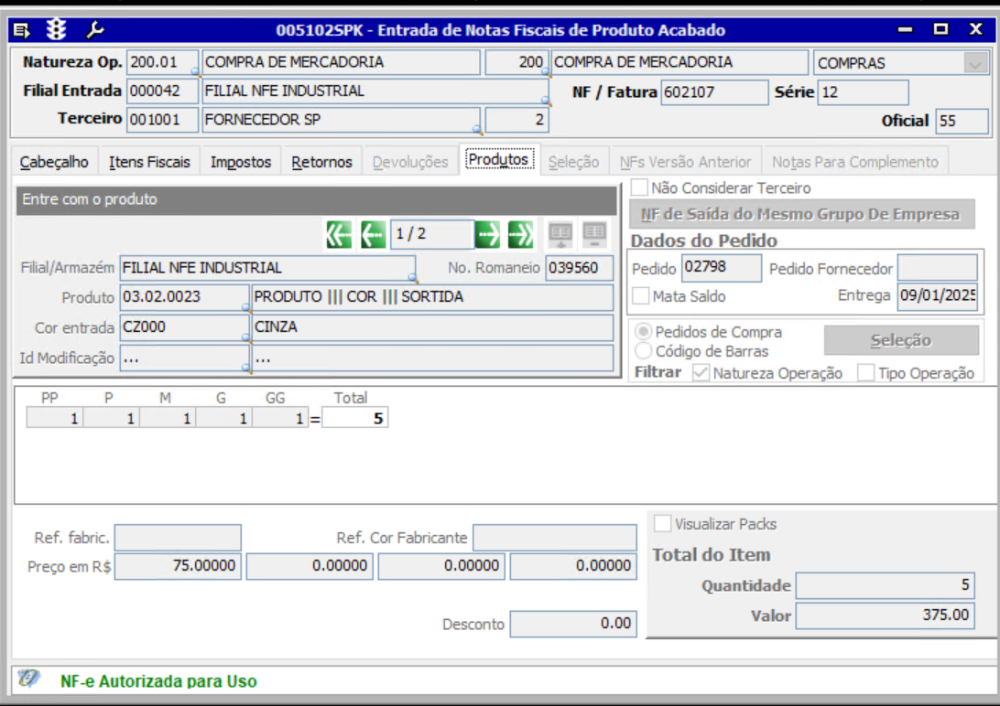 005102SPK - Entrada de Notas Fiscais de Produto Acabado
Natureza Op. 200.01 COMPRA DE MERCADORIA 200 COMPRA DE MERCADORIA COMPRAS
Filial Entrada 000042 FILIAL NFE INDUSTRIAL NF / Fatura 602107 Série 12
Terceiro 001001 FORNECEDOR SP 2 Oficial 55
Cabeçalho Itens Fiscais Impostos Retornos Devoluções Produtos Seleção NFs Versão Anterior Notas Para Complemento
Entre com o produto
Não Considerar Terceiro
NF de Saída do Mesmo Grupo De Empresa
1 / 2
Dados do Pedido
Filial/Armazém FILIAL NFE INDUSTRIAL No. Romaneio 039560
Pedido 02798 Pedido Fornecedor
Produto 03.02.0023 PRODUTO ||| COR ||| SORTIDA
Mata Saldo Entrega 09/01/2025
Cor entrada CZ000 CINZA
Pedidos de Compra
Código de Barras
Seleção
Id Modificação ... ...
Filtrar Natureza Operação Tipo Operação
PP P M G GG Total
1 1 1 1 1 = 5
Ref. fabric. Ref. Cor Fabricante
Visualizar Packs
Preço em R$ 75.00000 0.00000 0.00000 0.00000
Total do Item
Quantidade 5
Desconto 0.00
Valor 375.00
NF-e Autorizada para Uso